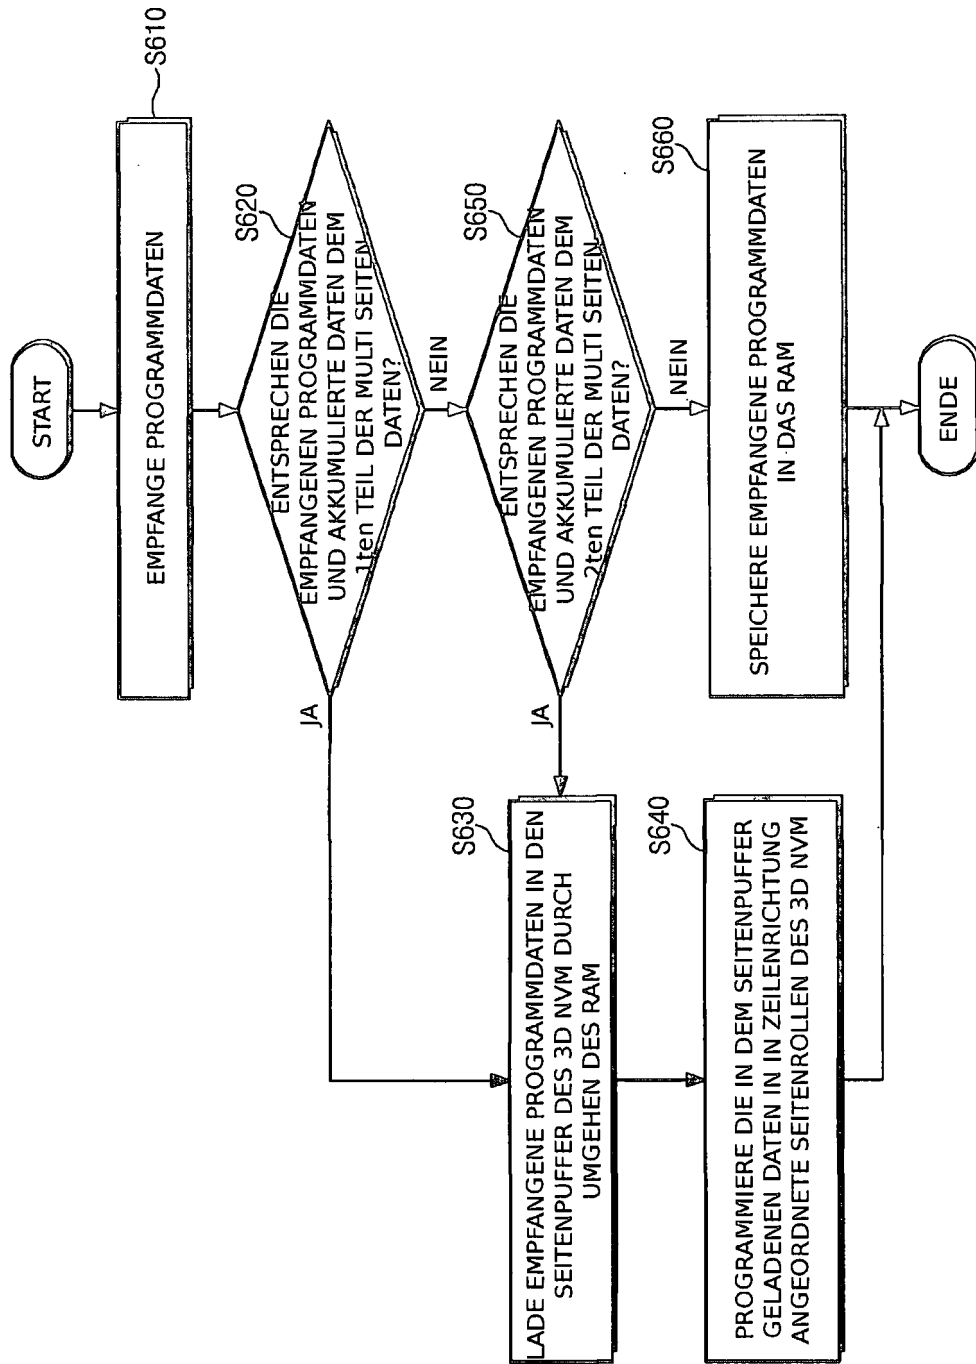 START
EMPFANGE PROGRAMMDATEN
S610
ENTSPRECHEN DIE
EMPFANGENEN PROGRAMMDATEN
UND AKKUMULIERTE DATEN DEM
1ten TEIL DER MULTI SEITEN
DATEN?
S620
JA
NEIN
ENTSPRECHEN DIE
EMPFANGENEN PROGRAMMDATEN
UND AKKUMULIERTE DATEN DEM
2ten TEIL DER MULTI SEITEN
DATEN?
S650
JA
NEIN
LADE EMPFANGENE PROGRAMMDATEN IN DEN
SEITENPUFFER DES 3D NVM DURCH
UMGEHEN DES RAM
S630
PROGRAMMIERE DIE IN DEM SEITENPUFFER
GELADENEN DATEN IN ZEILENRICHTUNG
ANGEORDNETE SEITENROLLEN DES 3D NVM
S640
SPEICHERE EMPFANGENE PROGRAMMDATEN
IN DAS RAM
S660
ENDE